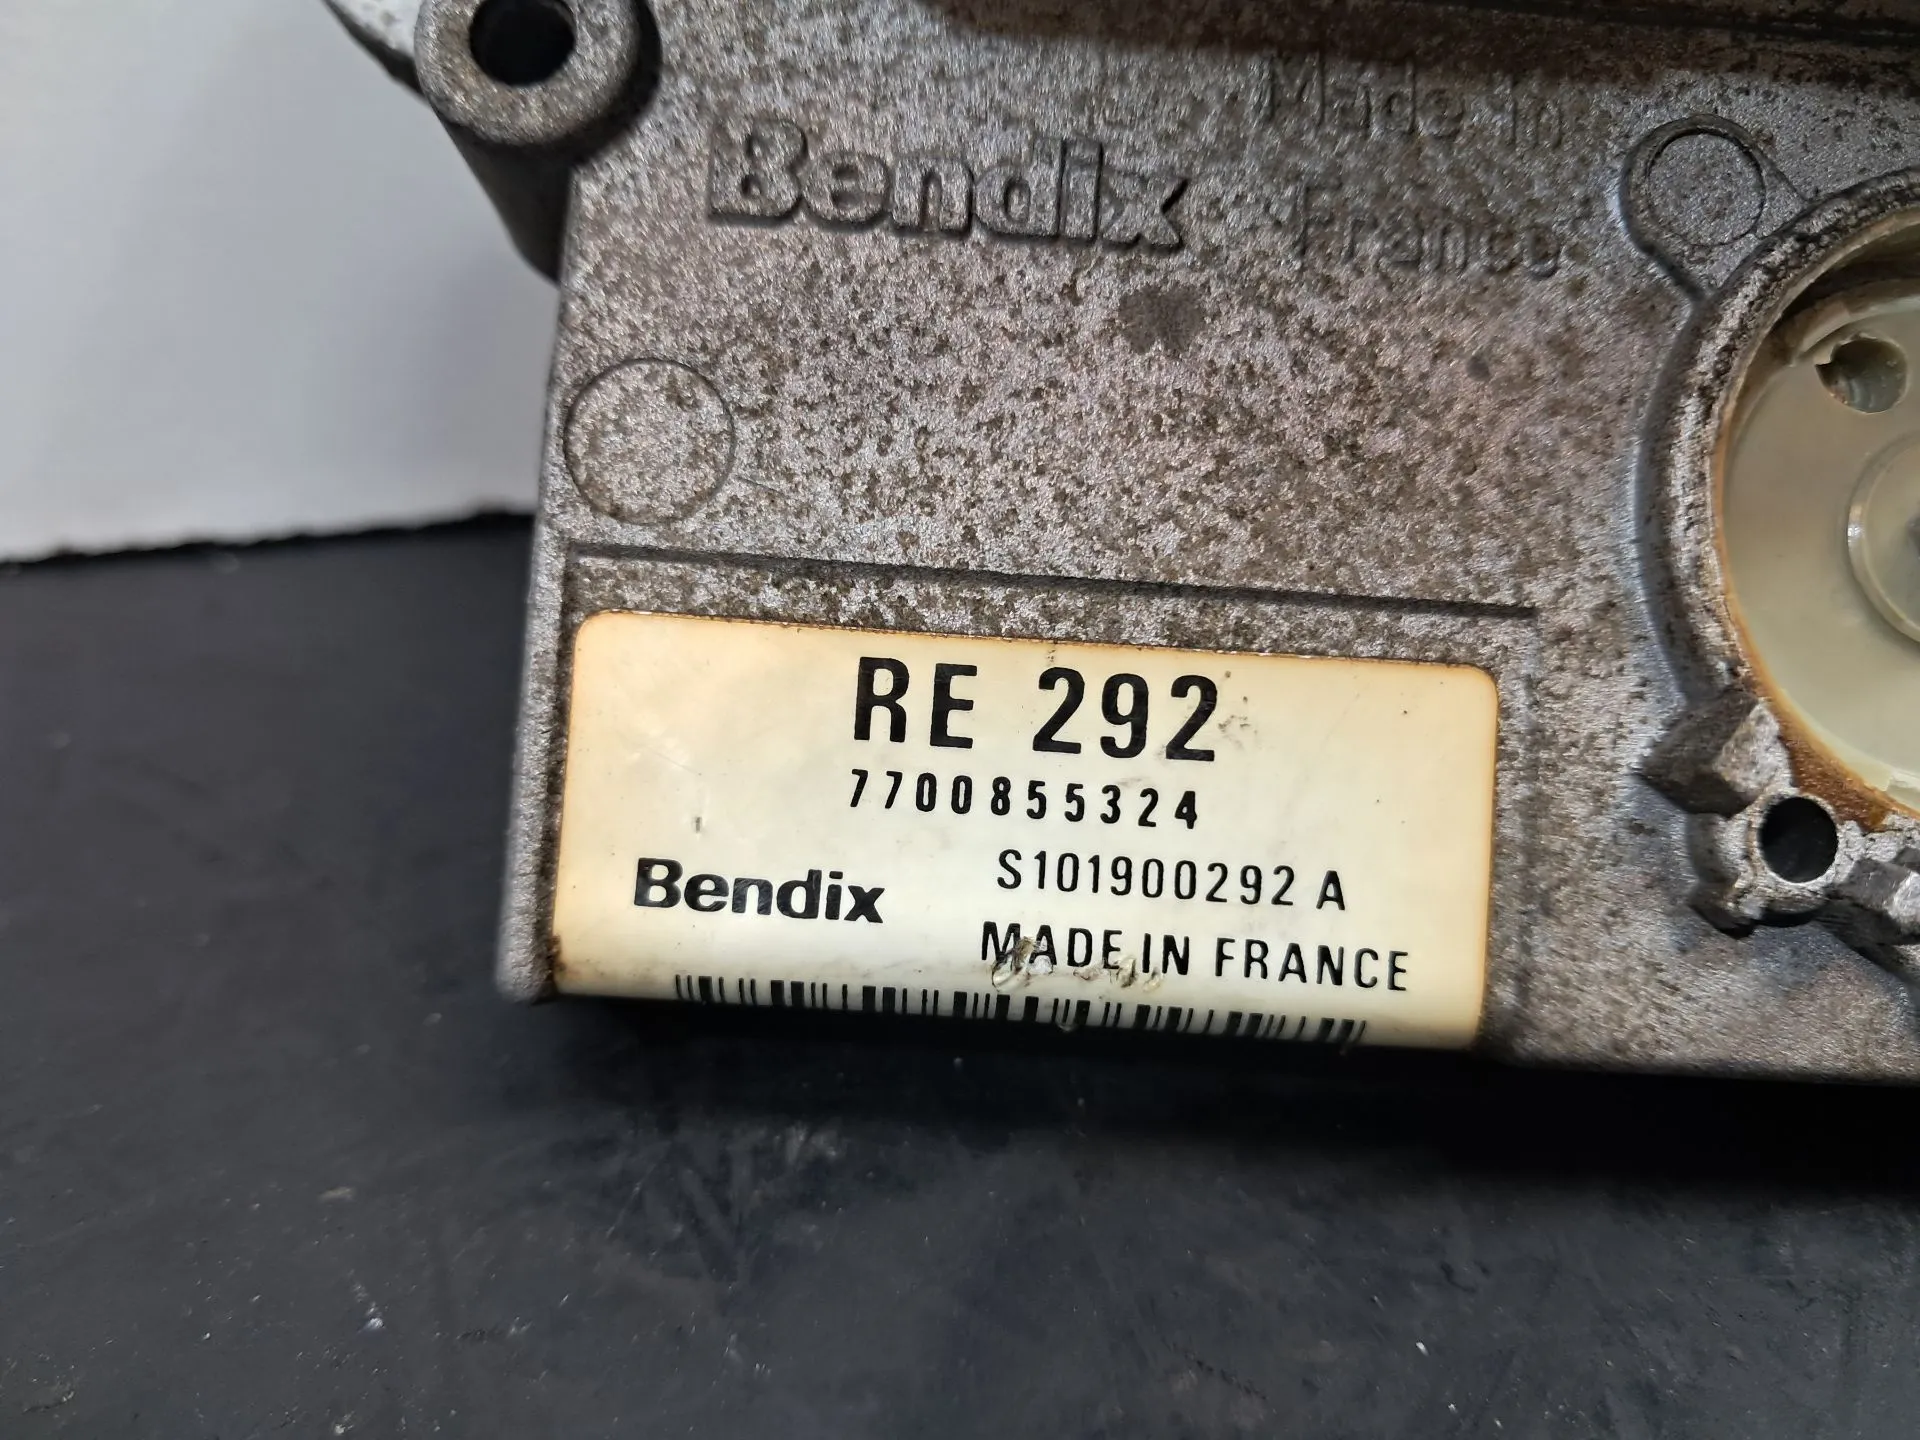 Made in
Bendix
France
RE 292
7700855324
Bendix
S101900292 A
MADE IN FRANCE